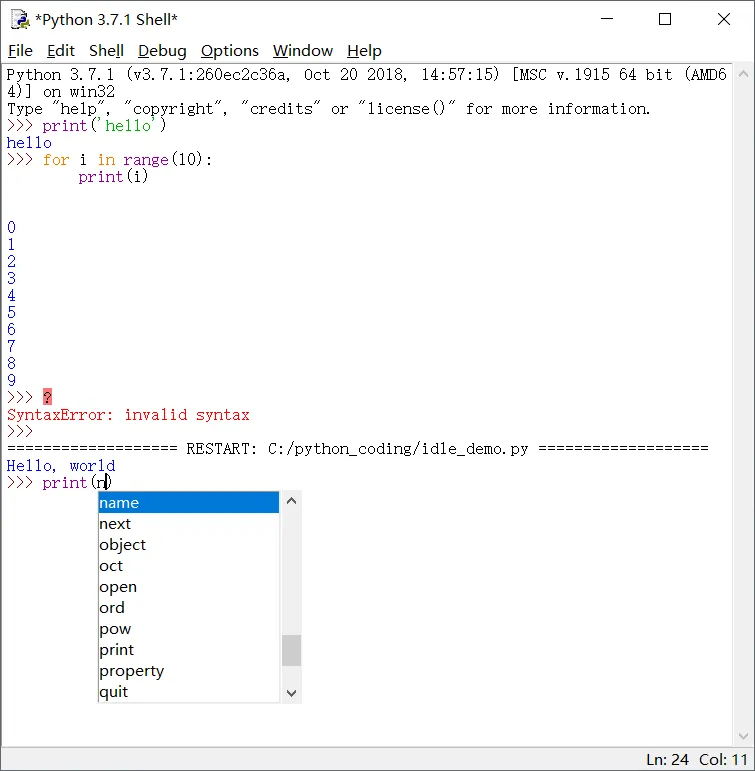 *Python 3.7.1 Shell*
File Edit Shell Debug Options Window Help
Python 3.7.1 (v3.7.1:260ec2c36a, Oct 20 2018, 14:57:15) [MSC v.1915 64 bit (AMD6
4)] on win32
Type "help", "copyright", "credits" or "license()" for more information.
>>> print('hello')
hello
>>> for i in range(10):
        print(i)
0
1
2
3
4
5
6
7
8
9
>>> ?
SyntaxError: invalid syntax
>>>
=================== RESTART: C:/python_coding/idle_demo.py ===================
Hello, world
>>> print(n)
name
next
object
oct
open
ord
pow
print
property
quit
Ln: 24 Col: 11